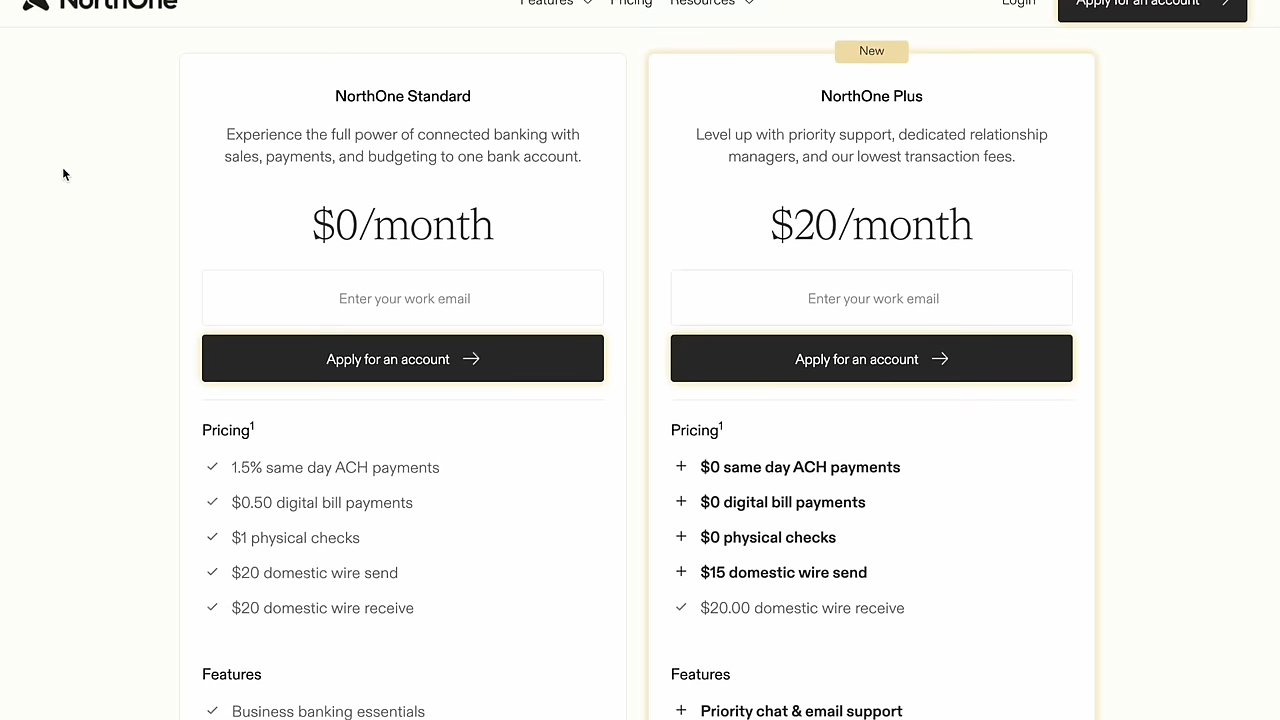 NorthOne
Features
Pricing
Resources
Login
Apply for an account
NorthOne Standard
Experience the full power of connected banking with
sales, payments, and budgeting to one bank account.
$0/month
Enter your work email
Apply for an account
Pricing1
1.5% same day ACH payments
$0.50 digital bill payments
$1 physical checks
$20 domestic wire send
$20 domestic wire receive
Features
Business banking essentials
New
NorthOne Plus
Level up with priority support, dedicated relationship
managers, and our lowest transaction fees.
$20/month
Enter your work email
Apply for an account
Pricing1
$0 same day ACH payments
$0 digital bill payments
$0 physical checks
$15 domestic wire send
$20.00 domestic wire receive
Features
Priority chat & email support